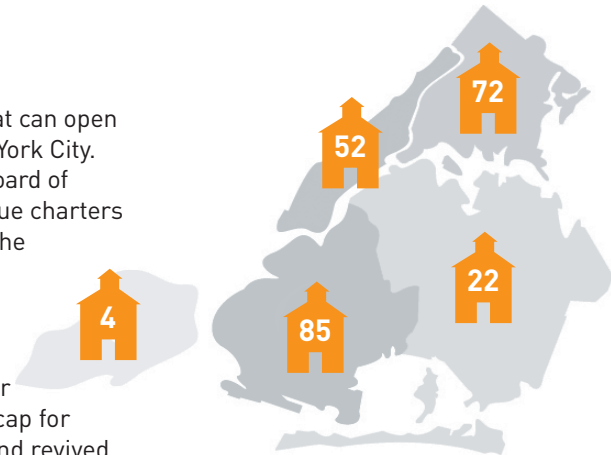 at can open
York City.
oard of
ue charters
he
r
cap for
nd revived
72
52
22
4
85